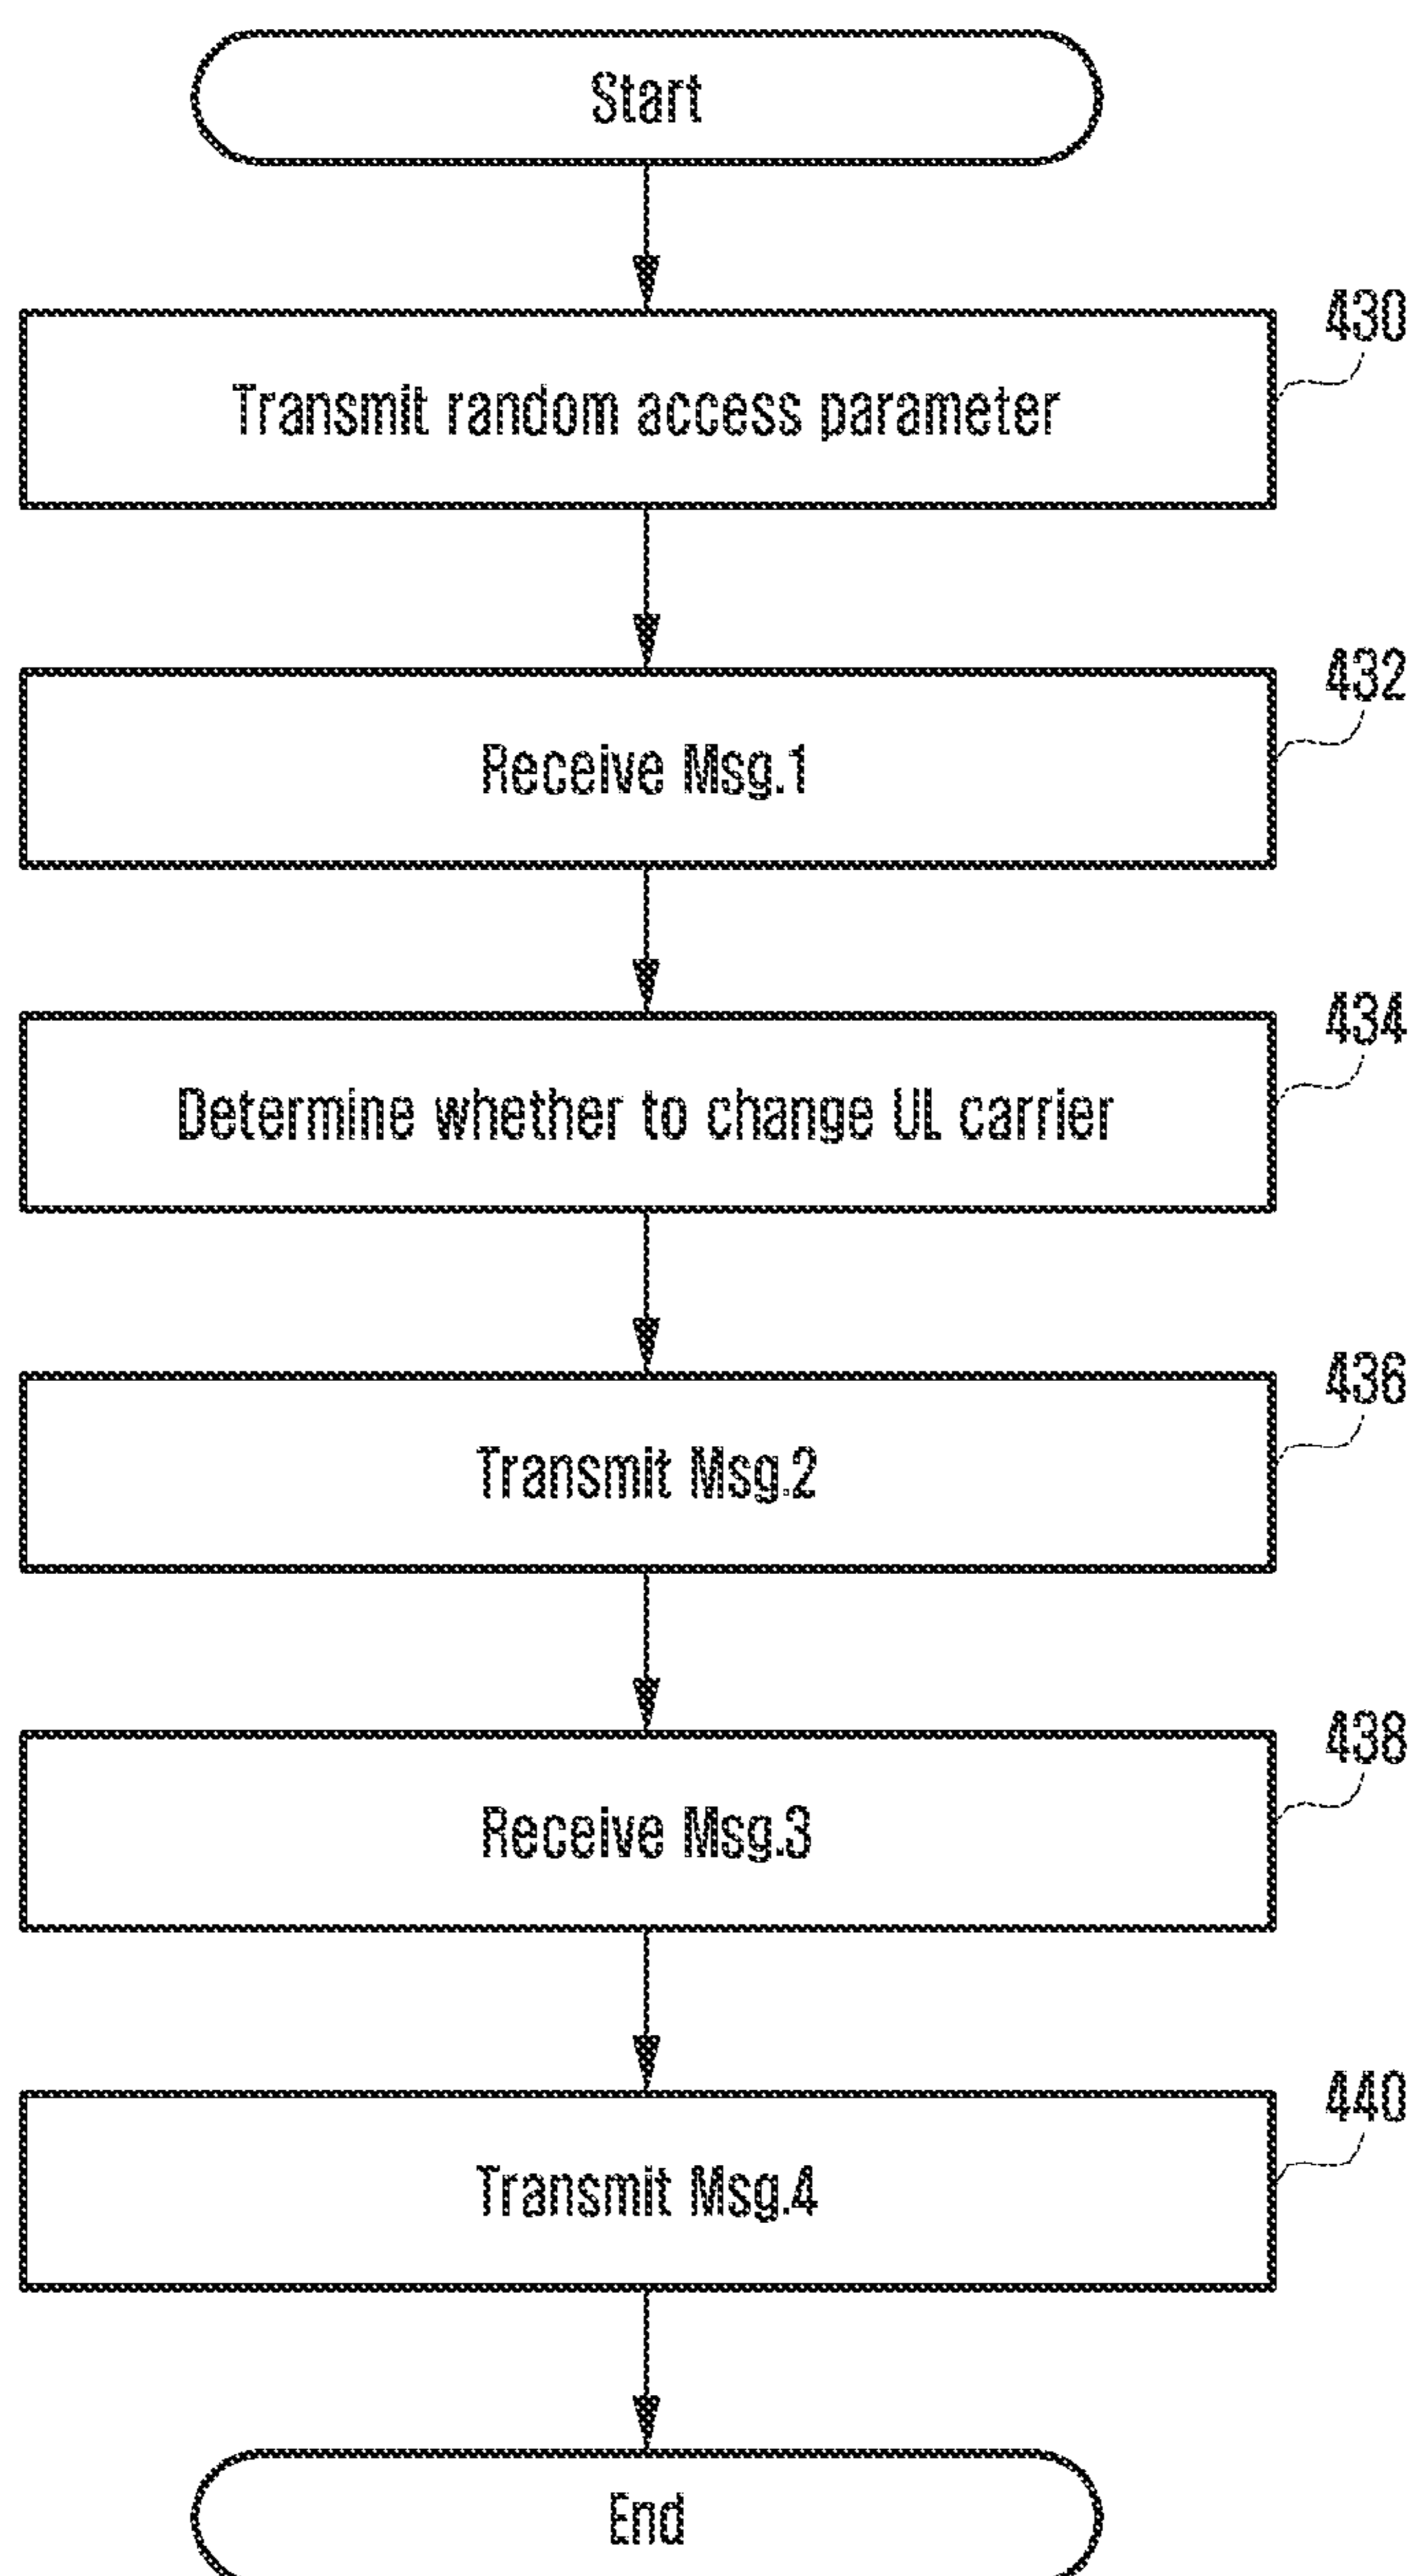 Start
430
Transmit random access parameter
432
Receive Msg.1
434
Determine whether to change UL carrier
436
Transmit Msg.2
438
Receive Msg.3
440
Transmit Msg.4
End